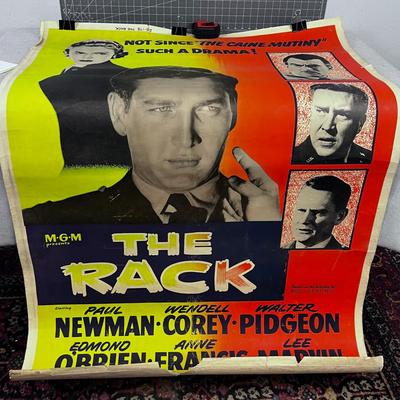 NOT SINCE "THE CAINE MUTINY"
SUCH A DRAMA!
M-G-M
presents
THE
RACK
Starring
PAUL WENDELL WALTER
NEWMAN · COREY · PIDGEON
EDMOND ANNE LEE
O'BRIEN · FRANCIS · MARVIN